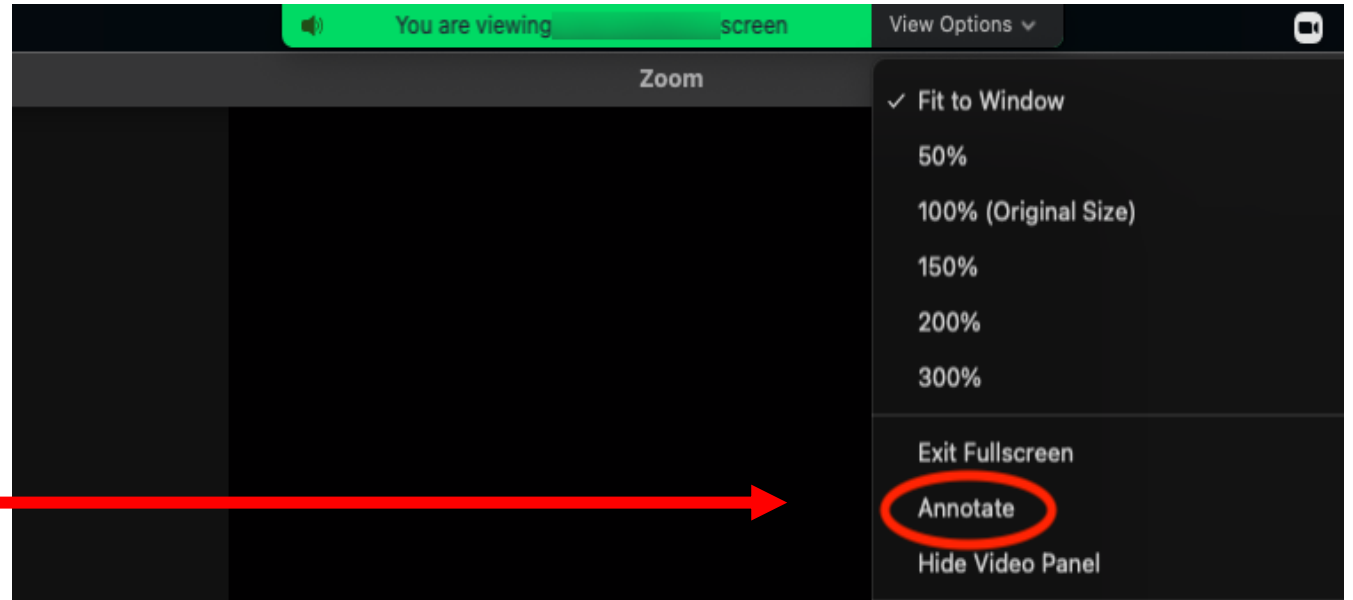 You are viewing screen
View Options
Zoom
Fit to Window
50%
100% (Original Size)
150%
200%
300%
Exit Fullscreen
Annotate
Hide Video Panel